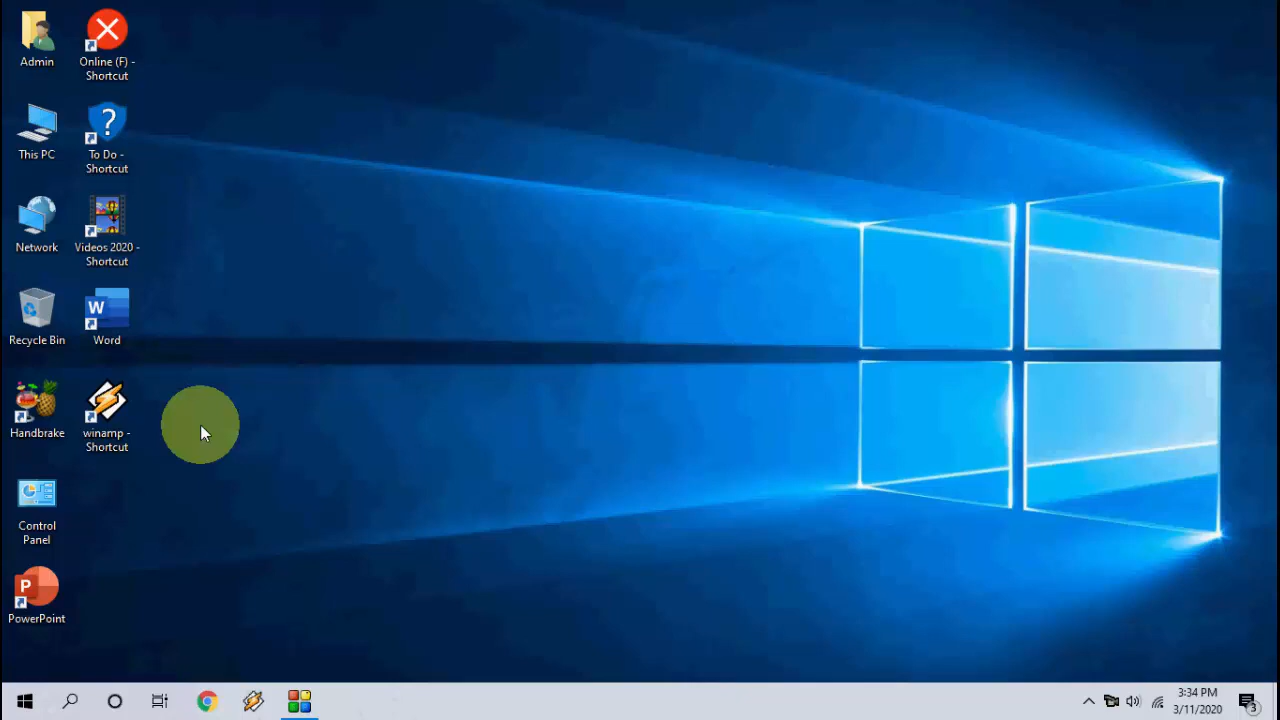 Admin
Online (F) -
Shortcut
This PC
?
To Do -
Shortcut
Network
Videos 2020 -
Shortcut
Recycle Bin
W
Word
Handbrake
winamp -
Shortcut
Control
Panel
P
PowerPoint
3:34 PM
3/11/2020
3